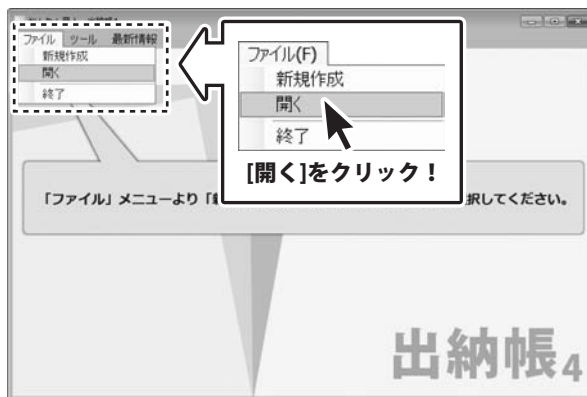 ファイル ツール 最新情報
新規作成
開く
終了
ファイル(F)
新規作成
開く
終了
[開く]をクリック！
「ファイル」メニューより「
択してください。
出納帳4